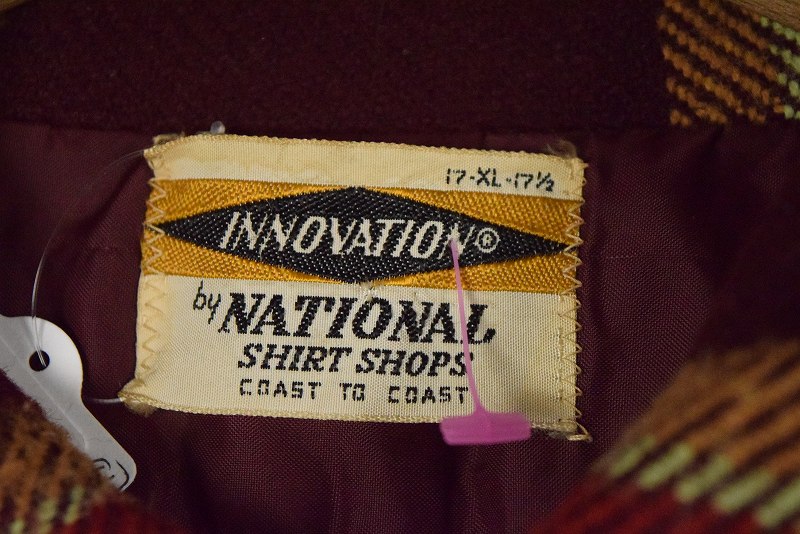 17-XL-17½
INNOVATION®
by NATIONAL
SHIRT SHOPS
COAST TO COAST